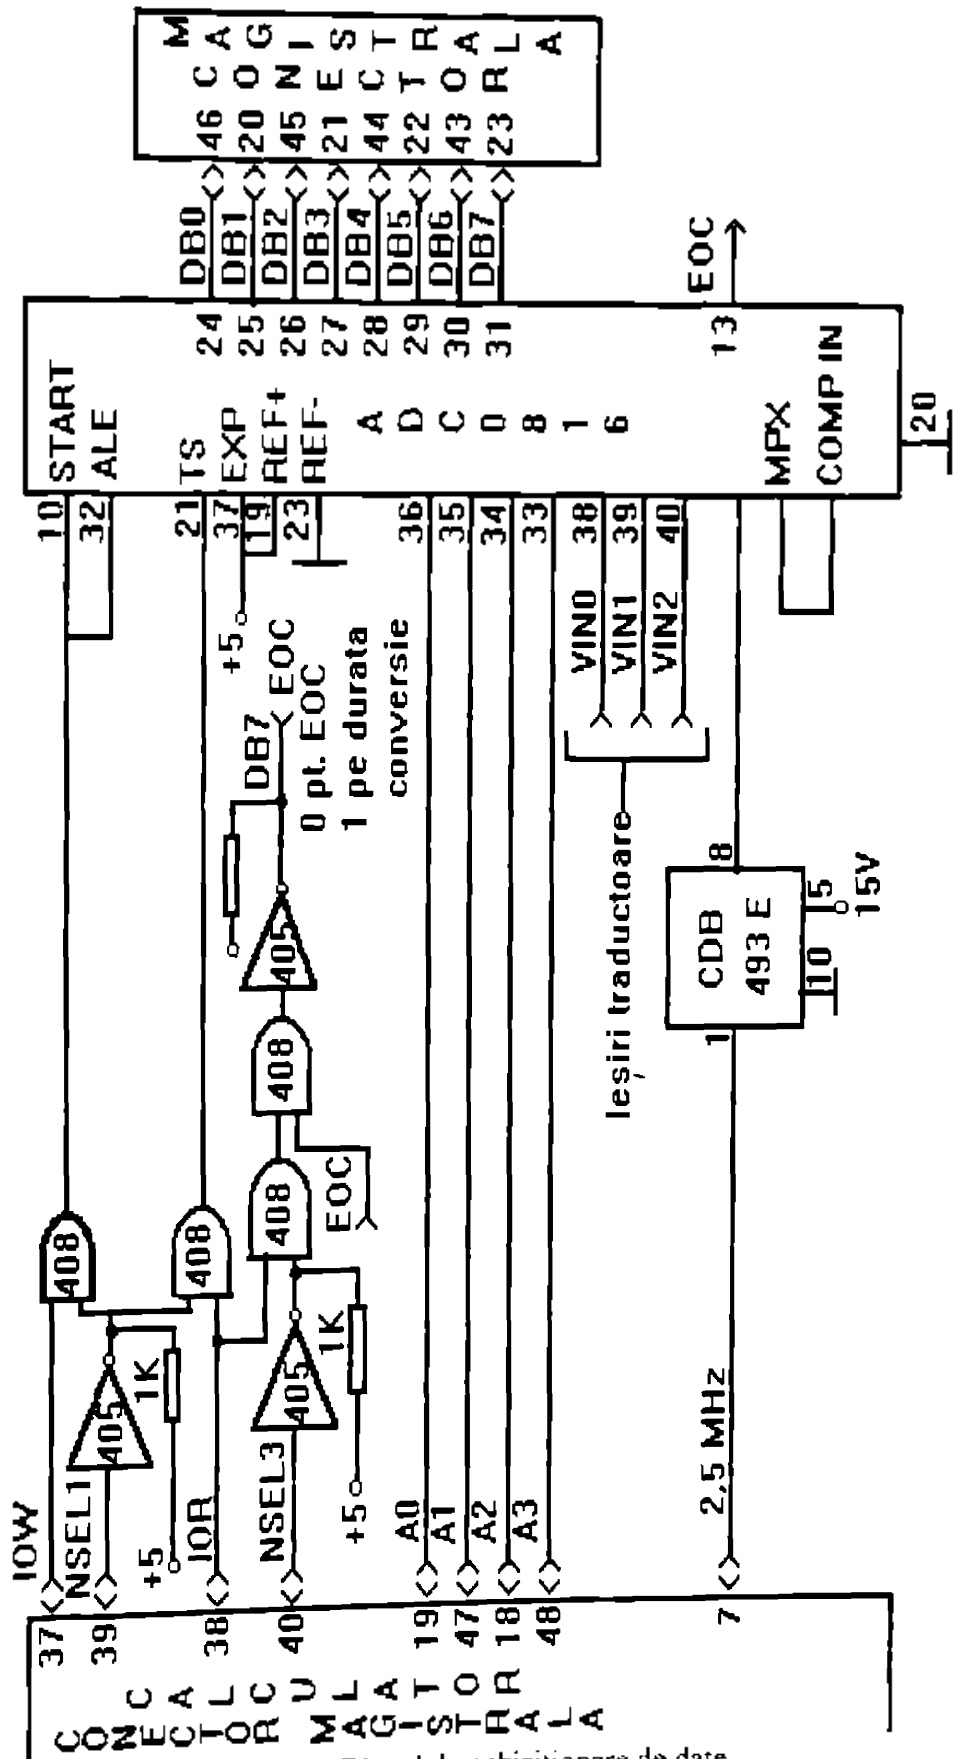 CONECTOR MAGISTRALA
CALCULATOR
37
IOW
39
NSEL1
405
1K
+5
38
IOR
40
NSEL3
405
1K
+5
408
408
408
EOC
408
405
DB7
EOC
0 pt. EOC
1 pe durata
conversie
19
A0
47
A1
18
A2
48
A3
7
2,5 MHz
1
CDB
493 E
8
10
5
15V
Ieșiri traductoare
VIN0
VIN1
VIN2
10
START
32
ALE
21
TS
37
EXP
+5
19
REF+
23
REF-
36
35
34
33
38
39
40
ADC0816
MPX
COMP IN
20
13
EOC
24
DB0
46
25
DB1
20
26
DB2
45
27
DB3
21
28
DB4
44
29
DB5
22
30
DB6
43
31
DB7
23
CONECTOR
MAGISTRALA